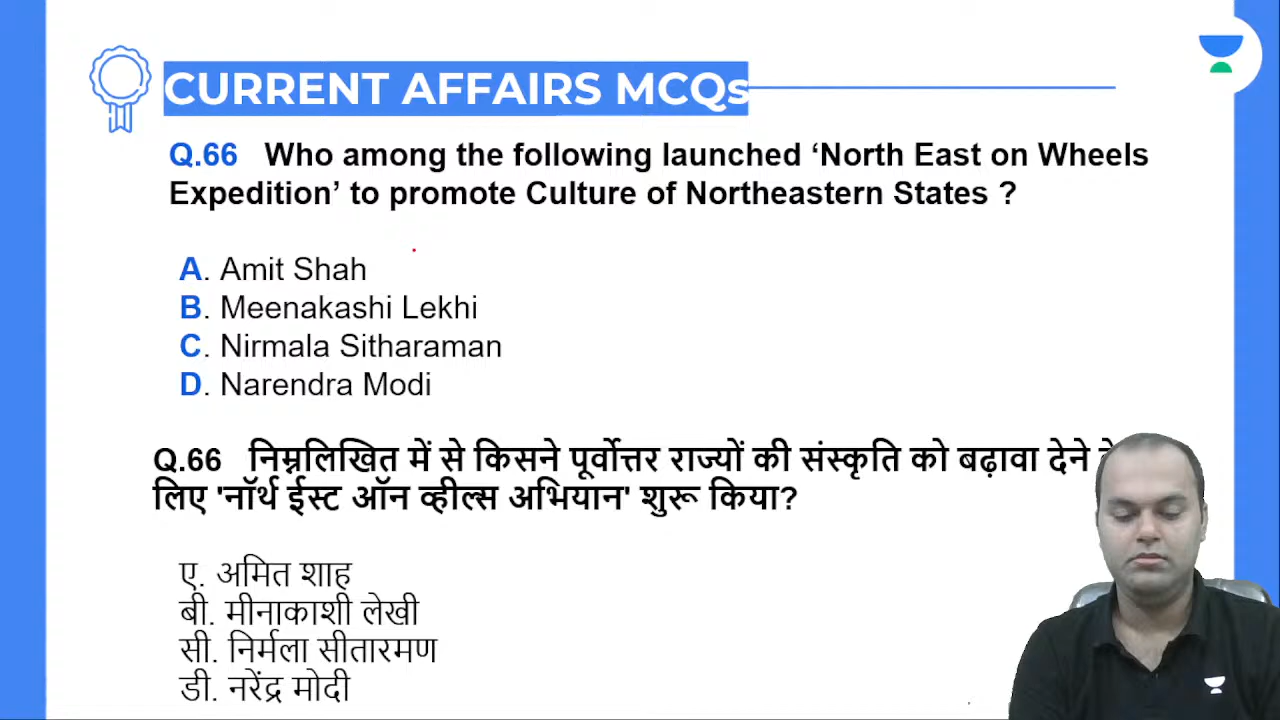 CURRENT AFFAIRS MCQs
Q.66 Who among the following launched ‘North East on Wheels
Expedition’ to promote Culture of Northeastern States ?
A. Amit Shah
B. Meenakashi Lekhi
C. Nirmala Sitharaman
D. Narendra Modi
Q.66 निम्नलिखित में से किसने पूर्वोत्तर राज्यों की संस्कृति को बढ़ावा देने
लिए 'नॉर्थ ईस्ट ऑन व्हील्स अभियान' शुरू किया?
ए. अमित शाह
बी. मीनाकाशी लेखी
सी. निर्मला सीतारमण
डी. नरेंद्र मोदी